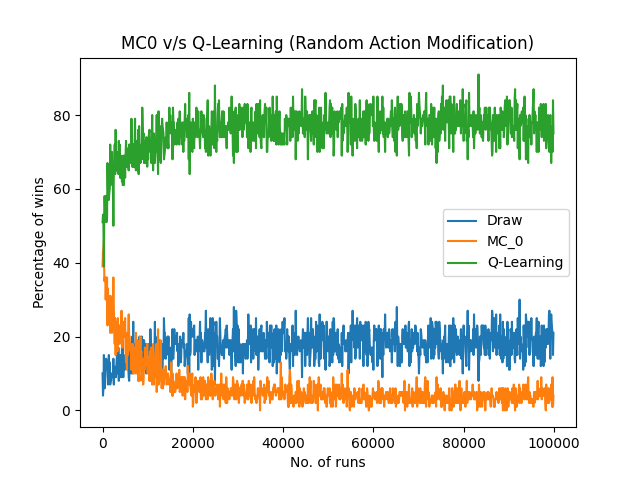 MC0 v/s Q-Learning (Random Action Modification)
Percentage of wins
80
60
40
20
0
Draw
MC_0
Q-Learning
0 20000 40000 60000 80000 100000
No. of runs